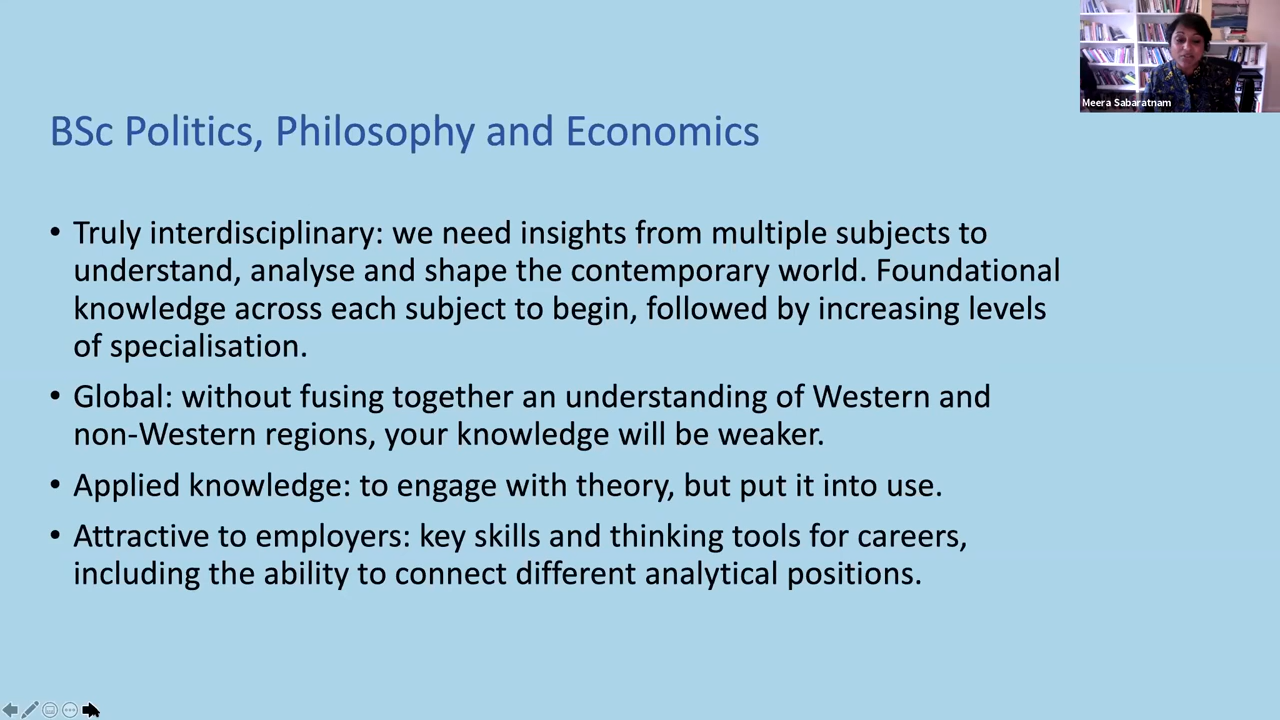 Meera Sabaratnam
BSc Politics, Philosophy and Economics
• Truly interdisciplinary: we need insights from multiple subjects to
understand, analyse and shape the contemporary world. Foundational
knowledge across each subject to begin, followed by increasing levels
of specialisation.
• Global: without fusing together an understanding of Western and
non-Western regions, your knowledge will be weaker.
• Applied knowledge: to engage with theory, but put it into use.
• Attractive to employers: key skills and thinking tools for careers,
including the ability to connect different analytical positions.